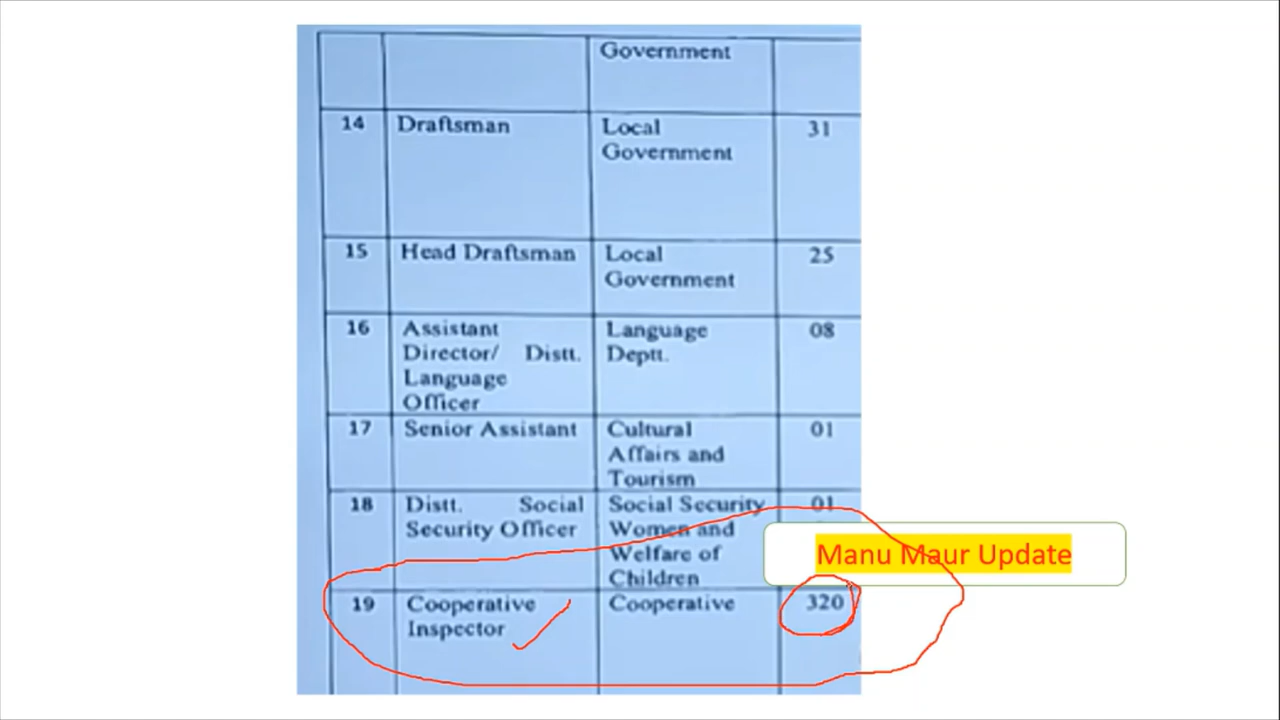 Government
14 Draftsman Local 31
Government
15 Head Draftsman Local 25
Government
16 Assistant Language 08
Director/ Distt. Deptt.
Language
Officer
17 Senior Assistant Cultural 01
Affairs and
Tourism
18 Distt. Social Social Security 01
Security Officer Women and
Welfare of
Children
Manu Maur Update
19 Cooperative Cooperative 320
Inspector